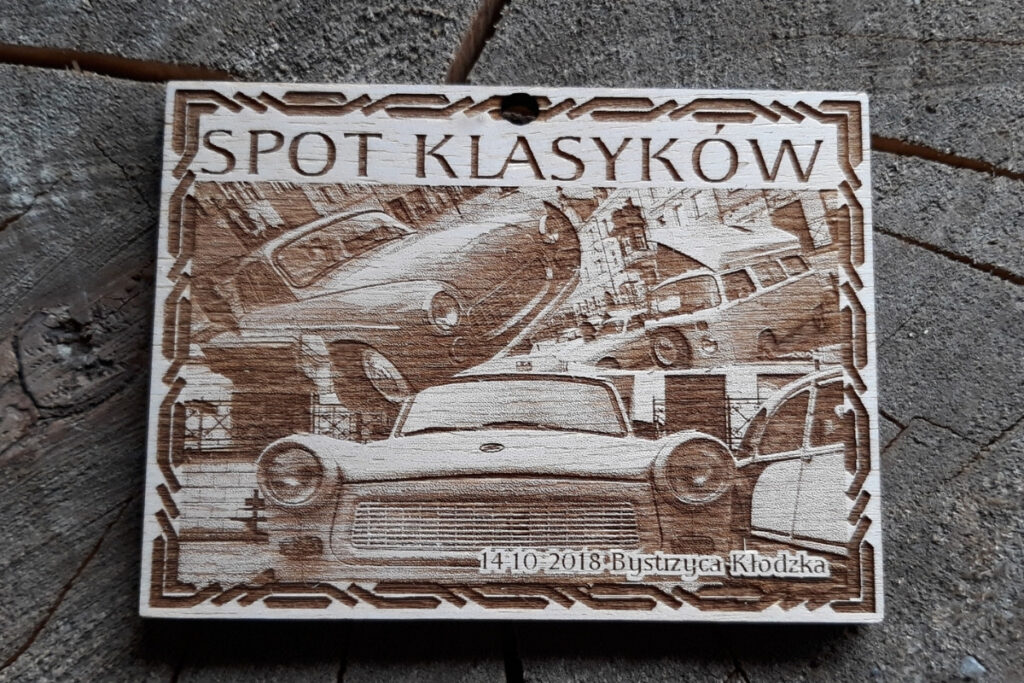 SPOT KLASYKÓW
14 10 2018 Bystrzyca Kłodzka